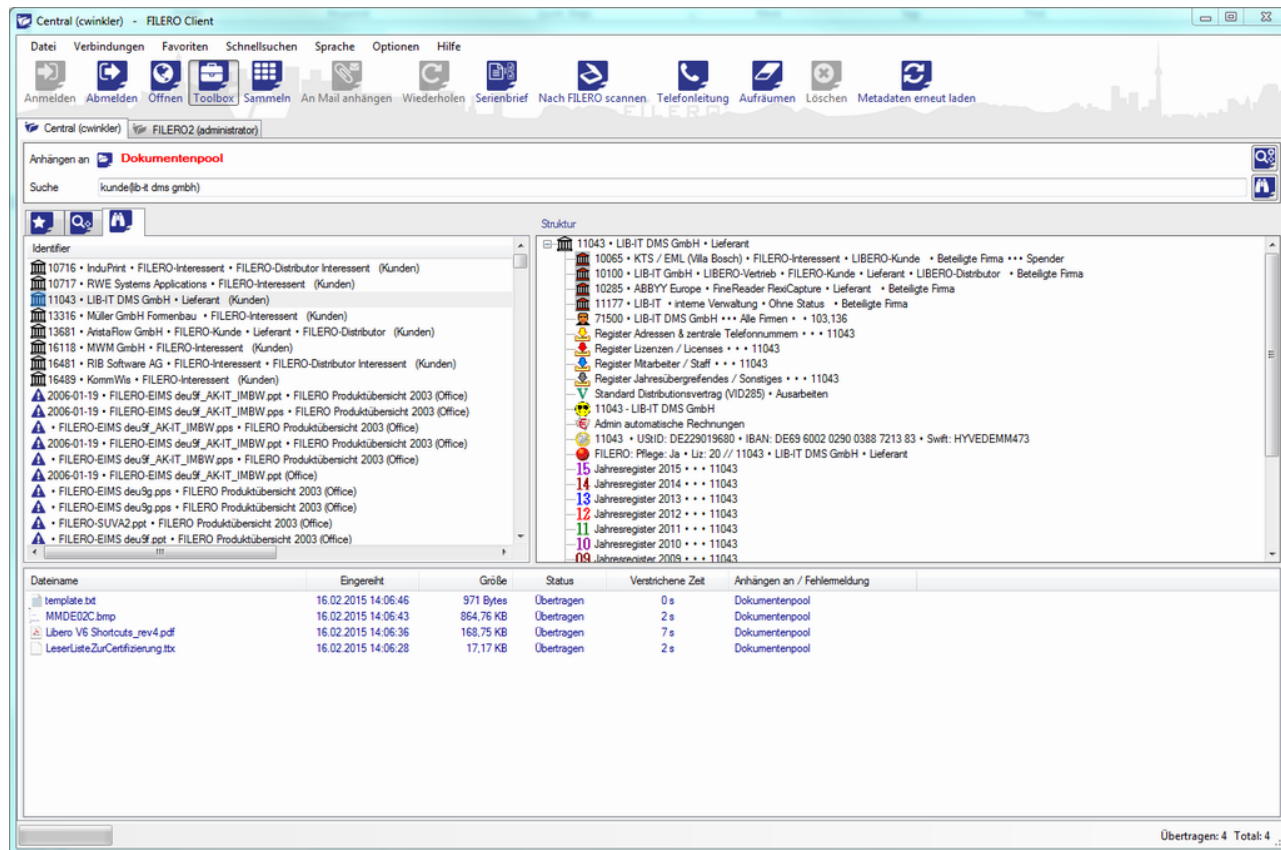 Central (cwinkler) - FILERO Client
Datei Verbindungen Favoriten Schnellsuchen Sprache Optionen Hilfe
Anmelden Abmelden Öffnen Toolbox Sammeln An Mail anhängen Wiederholen Serienbrief Nach FILERO scannen Telefonleitung Aufräumen Löschen Metadaten erneut laden
FILERO
Central (cwinkler) FILERO2 (administrator)
Anhängen an Dokumentenpool
Suche kunde(lib-it dms gmbh)
Identifier
10716 • InduPrint • FILERO-Interessent • FILERO-Distributor Interessent (Kunden)
10717 • RWE Systems Applications • FILERO-Interessent (Kunden)
11043 • LIB-IT DMS GmbH • Lieferant (Kunden)
13316 • Müller GmbH Formenbau • FILERO-Interessent (Kunden)
13681 • AristaFlow GmbH • FILERO-Kunde • Lieferant • FILERO-Distributor (Kunden)
16118 • MWM GmbH • FILERO-Interessent (Kunden)
16481 • RIB Software AG • FILERO-Interessent • FILERO-Distributor Interessent (Kunden)
16489 • KommWis • FILERO-Interessent (Kunden)
2006-01-19 • FILERO-EIMS deu9f_AK-IT_IMBW.ppt • FILERO Produktübersicht 2003 (Office)
2006-01-19 • FILERO-EIMS deu9f_AK-IT_IMBW.pps • FILERO Produktübersicht 2003 (Office)
• FILERO-EIMS deu9f_AK-IT_IMBW.pps • FILERO Produktübersicht 2003 (Office)
2006-01-19 • FILERO-EIMS deu9f_AK-IT_IMBW.ppt • FILERO Produktübersicht 2003 (Office)
• FILERO-EIMS deu9f_AK-IT_IMBW.pps • FILERO Produktübersicht 2003 (Office)
2006-01-19 • FILERO-EIMS deu9f_AK-IT_IMBW.ppt (Office)
• FILERO-EIMS deu9g.pps • FILERO Produktübersicht 2003 (Office)
• FILERO-EIMS deu9g.pps • FILERO Produktübersicht 2003 (Office)
• FILERO-SUVA2.ppt • FILERO Produktübersicht 2003 (Office)
• FILERO-EIMS deu9f.ppt • FILERO Produktübersicht 2003 (Office)
Struktur
11043 • LIB-IT DMS GmbH • Lieferant
10065 • KTS / EML (Villa Bosch) • FILERO-Interessent • LIBERO-Kunde • Beteiligte Firma ••• Spender
10100 • LIB-IT GmbH • LIBERO-Vertrieb • FILERO-Kunde • Lieferant • LIBERO-Distributor • Beteiligte Firma
10285 • ABBYY Europe • FineReader FlexiCapture • Lieferant • Beteiligte Firma
11177 • LIB-IT • interne Verwaltung • Ohne Status • Beteiligte Firma
71500 • LIB-IT DMS GmbH ••• Alle Firmen • • 103,136
Register Adressen & zentrale Telefonnummern • • • 11043
Register Lizenzen / Licenses • • • 11043
Register Mitarbeiter / Staff • • • 11043
Register Jahresübergreifendes / Sonstiges • • • 11043
Standard Distributionsvertrag (VID285) • Ausarbeiten
11043 - LIB-IT DMS GmbH
Admin automatische Rechnungen
11043 • UStID: DE229019680 • IBAN: DE69 6002 0290 0388 7213 83 • Swift: HYVEDEMM473
FILERO: Pflege: Ja • Liz: 20 // 11043 • LIB-IT DMS GmbH • Lieferant
15 Jahresregister 2015 • • • 11043
14 Jahresregister 2014 • • • 11043
13 Jahresregister 2013 • • • 11043
12 Jahresregister 2012 • • • 11043
11 Jahresregister 2011 • • • 11043
10 Jahresregister 2010 • • • 11043
09 Jahresregister 2009 • • • 11043
Dateiname Eingereiht Größe Status Verstrichene Zeit Anhängen an / Fehlermeldung
template.txt 16.02.2015 14:06:46 971 Bytes Übertragen 0 s Dokumentenpool
MMDE02C.bmp 16.02.2015 14:06:43 864,76 KB Übertragen 2 s Dokumentenpool
Libero V6 Shortcuts_rev4.pdf 16.02.2015 14:06:36 168,75 KB Übertragen 7 s Dokumentenpool
LeserListeZurCertifizierung.ttx 16.02.2015 14:06:28 17,17 KB Übertragen 2 s Dokumentenpool
Übertragen: 4 Total: 4